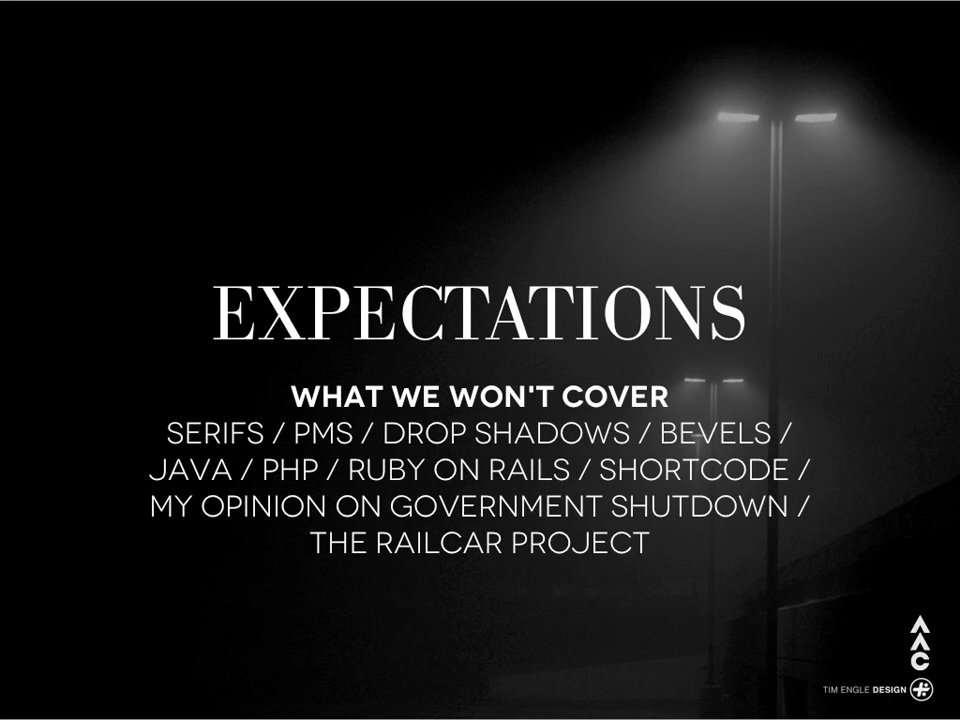 EXPECTATIONS
WHAT WE WON'T COVER
SERIFS / PMS / DROP SHADOWS / BEVELS /
JAVA / PHP / RUBY ON RAILS / SHORTCODE /
MY OPINION ON GOVERNMENT SHUTDOWN /
THE RAILCAR PROJECT
AAC
TIM ENGLE DESIGN